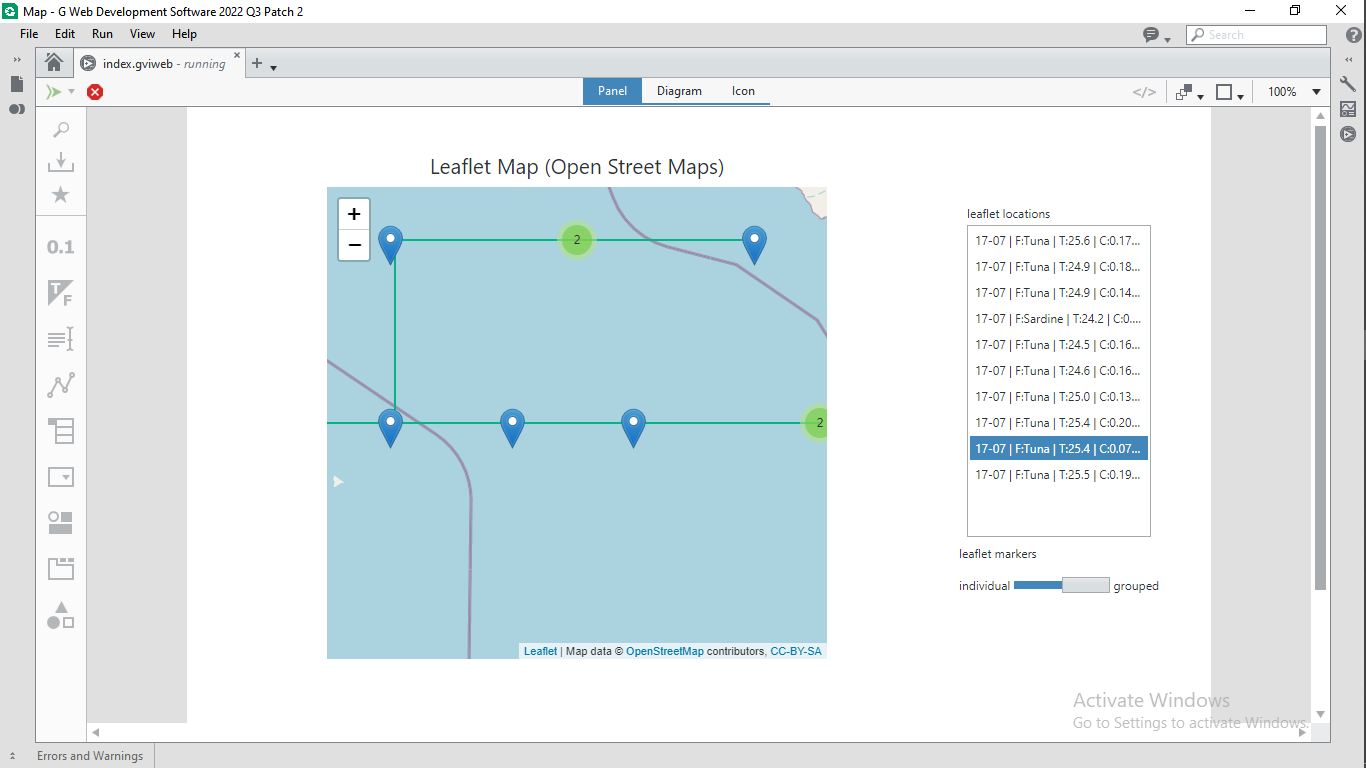 Map - G Web Development Software 2022 Q3 Patch 2
File Edit Run View Help
Search
index.gviweb - running
Panel Diagram Icon
100%
Leaflet Map (Open Street Maps)
+
−
2
2
0.1
T
F
Leaflet | Map data © OpenStreetMap contributors, CC-BY-SA
leaflet locations
17-07 | F:Tuna | T:25.6 | C:0.17...
17-07 | F:Tuna | T:24.9 | C:0.18...
17-07 | F:Tuna | T:24.9 | C:0.14...
17-07 | F:Sardine | T:24.2 | C:0....
17-07 | F:Tuna | T:24.5 | C:0.16...
17-07 | F:Tuna | T:24.6 | C:0.16...
17-07 | F:Tuna | T:25.0 | C:0.13...
17-07 | F:Tuna | T:25.4 | C:0.20...
17-07 | F:Tuna | T:25.4 | C:0.07...
17-07 | F:Tuna | T:25.5 | C:0.19...
leaflet markers
individual grouped
Activate Windows
Go to Settings to activate Windows.
Errors and Warnings